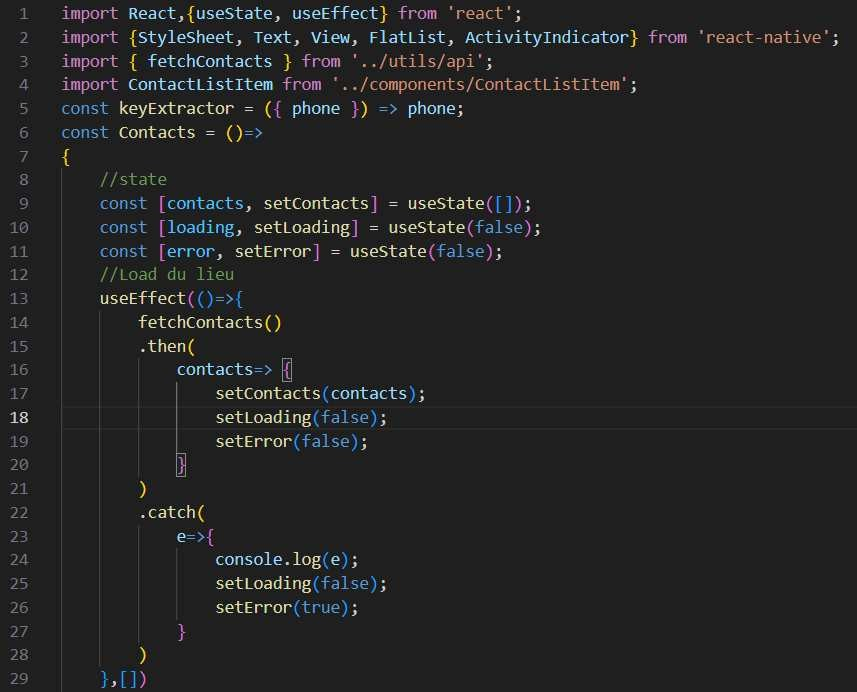 1 import React,{useState, useEffect} from 'react';
2 import {StyleSheet, Text, View, FlatList, ActivityIndicator} from 'react-native';
3 import { fetchContacts } from '../utils/api';
4 import ContactListItem from '../components/ContactListItem';
5 const keyExtractor = ({ phone }) => phone;
6 const Contacts = ()=>
7 {
8 //state
9 const [contacts, setContacts] = useState([]);
10 const [loading, setLoading] = useState(false);
11 const [error, setError] = useState(false);
12 //Load du lieu
13 useEffect(()=>{
14 fetchContacts()
15 .then(
16 contacts=> {
17 setContacts(contacts);
18 setLoading(false);
19 setError(false);
20 }
21 )
22 .catch(
23 e=>{
24 console.log(e);
25 setLoading(false);
26 setError(true);
27 }
28 )
29 },[])